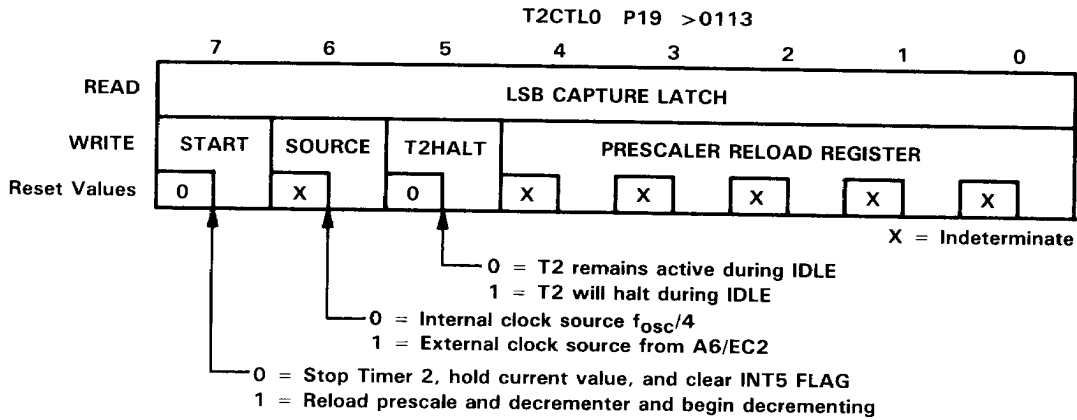 T2CTL0 P19 >0113
7 6 5 4 3 2 1 0
READ LSB CAPTURE LATCH
WRITE START SOURCE T2HALT PRESCALER RELOAD REGISTER
Reset Values 0 X 0 X X X X X
X = Indeterminate
0 = T2 remains active during IDLE
1 = T2 will halt during IDLE
0 = Internal clock source fosc/4
1 = External clock source from A6/EC2
0 = Stop Timer 2, hold current value, and clear INT5 FLAG
1 = Reload prescale and decrementer and begin decrementing